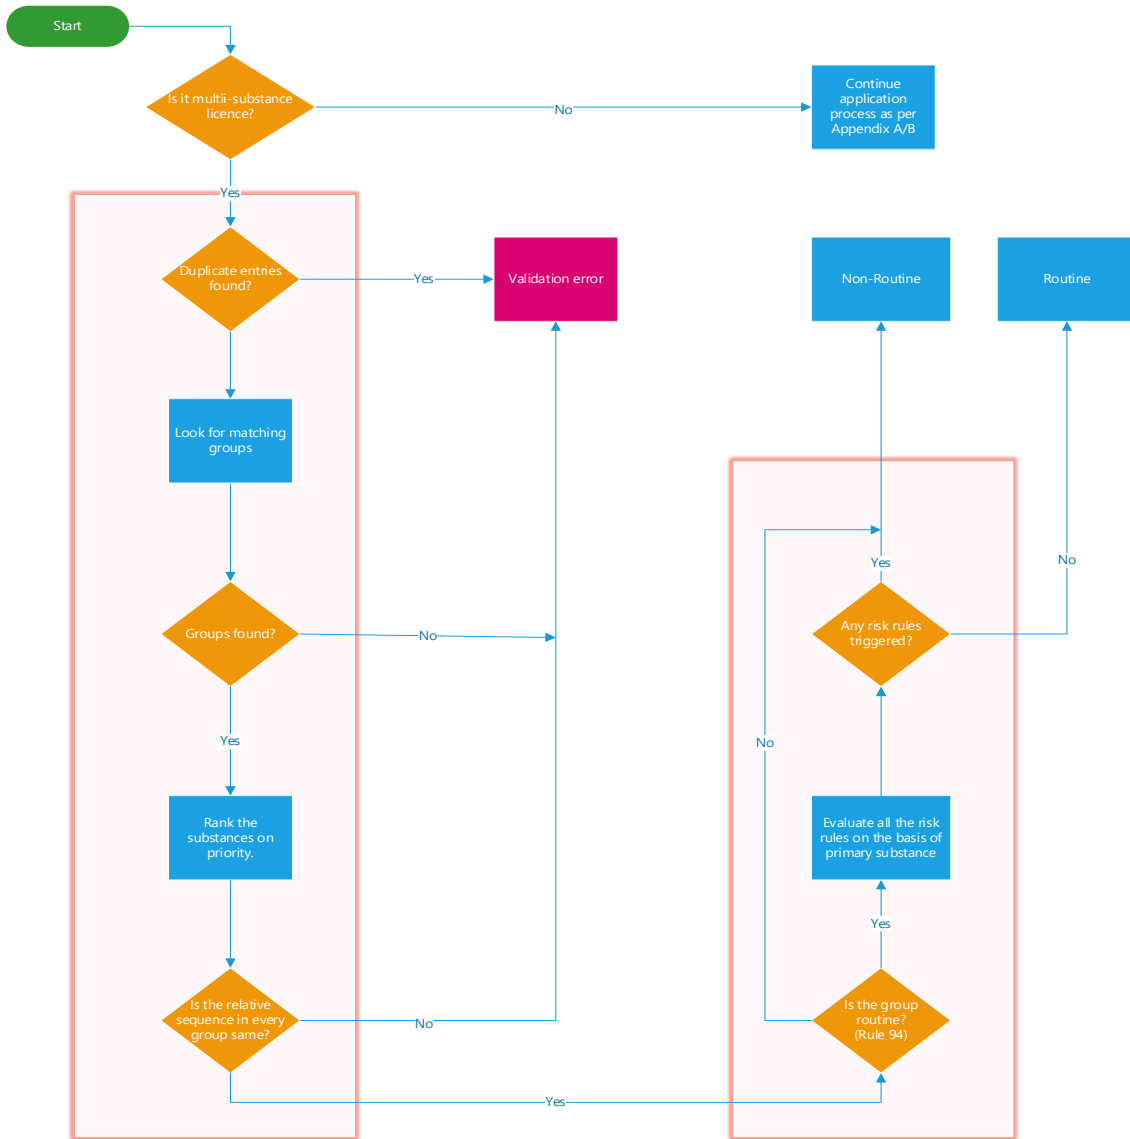 Start
Is it multii-substance
licence?
No
Continue
application
process as per
Appendix A/B
Yes
Duplicate entries
found?
Yes
Validation error
Non-Routine
Routine
Look for matching
groups
Groups found?
No
Yes
Any risk rules
triggered?
No
Yes
No
Rank the
substances on
priority.
Evaluate all the risk
rules on the basis of
primary substance
Yes
Is the relative
sequence in every
group same?
No
Is the group
routine?
(Rule 94)
Yes